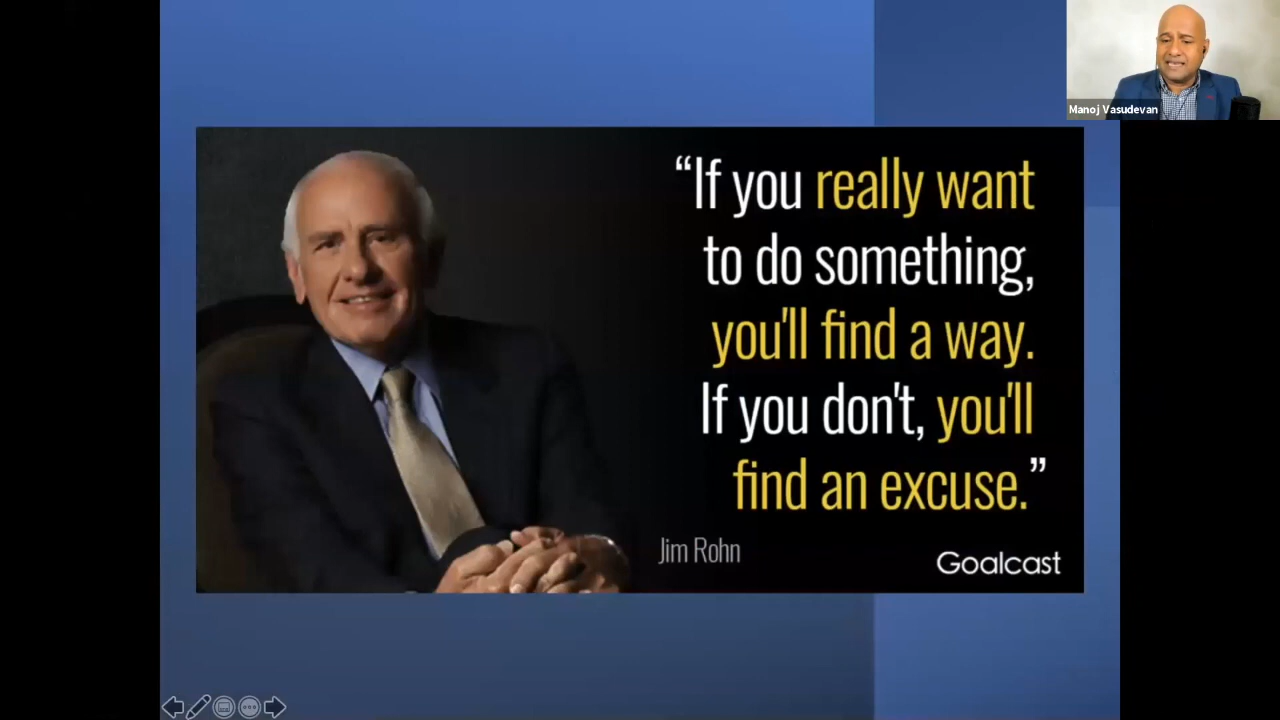 Manoj Vasudevan
“If you really want
to do something,
you'll find a way.
If you don't, you'll
find an excuse.”
Jim Rohn
Goalcast